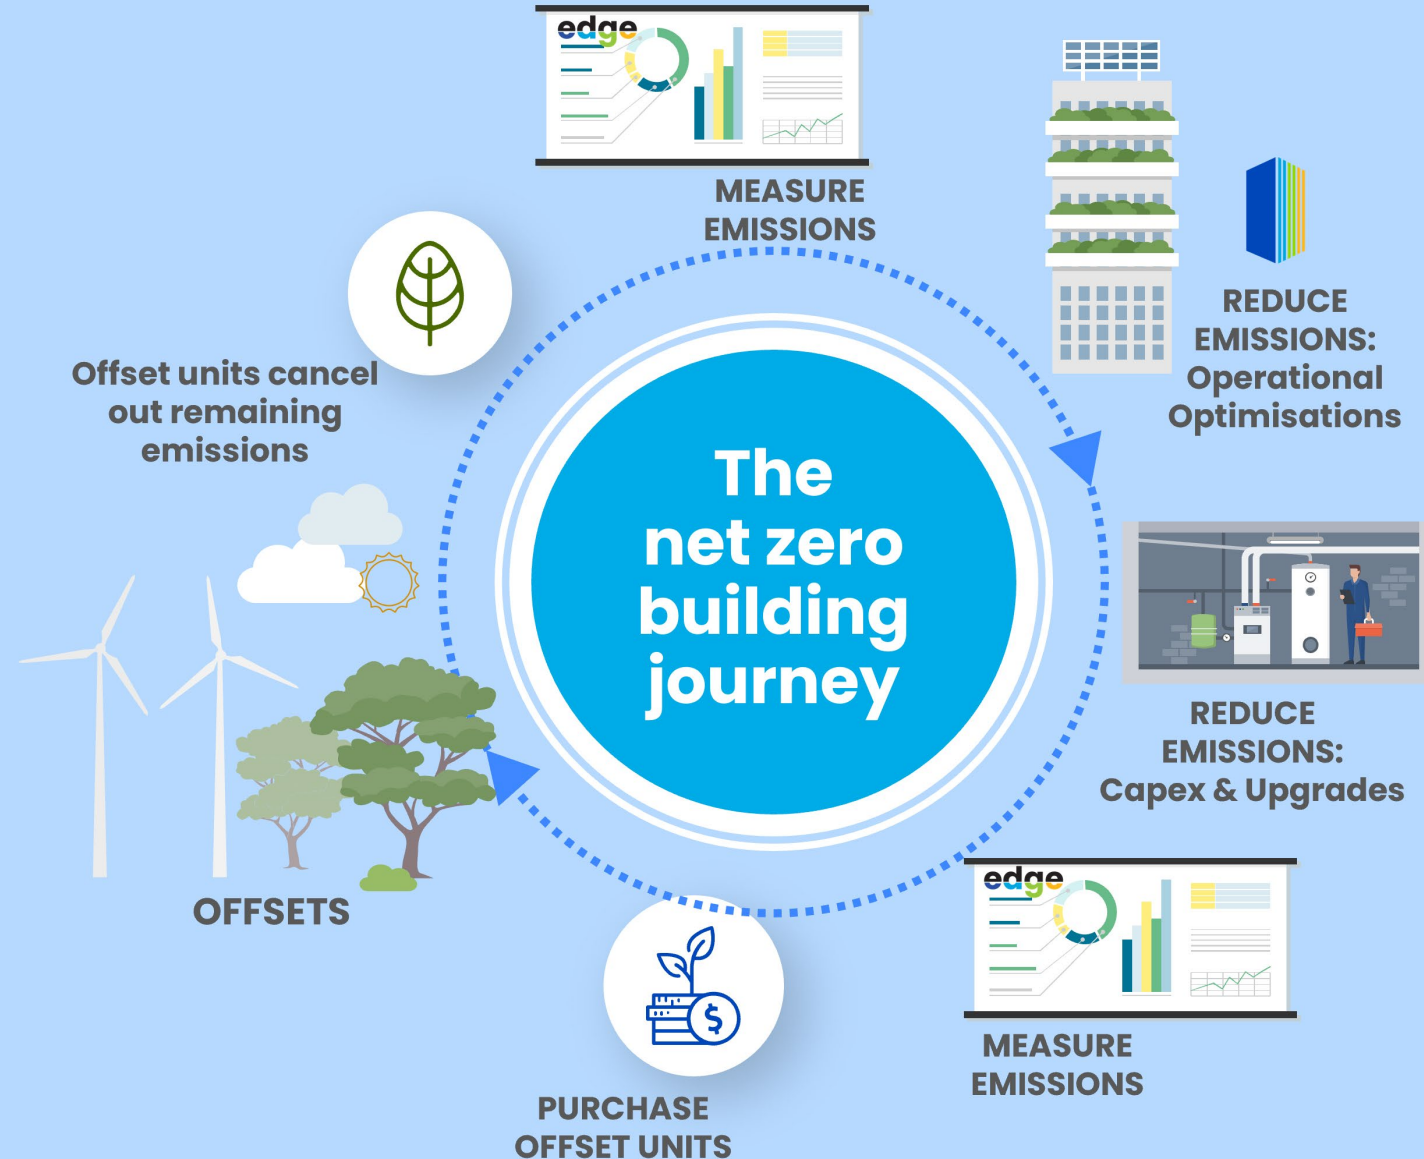 edge
MEASURE
EMISSIONS
REDUCE
EMISSIONS:
Operational
Optimisations
REDUCE
EMISSIONS:
Capex & Upgrades
edge
MEASURE
EMISSIONS
PURCHASE
OFFSET UNITS
OFFSETS
Offset units cancel
out remaining
emissions
The
net zero
building
journey
$